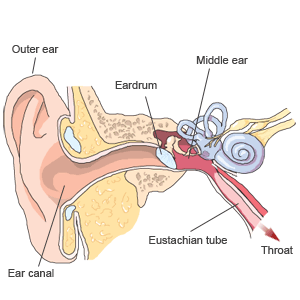 Outer ear
Middle ear
Eardrum
Eustachian tube
Throat
Ear canal